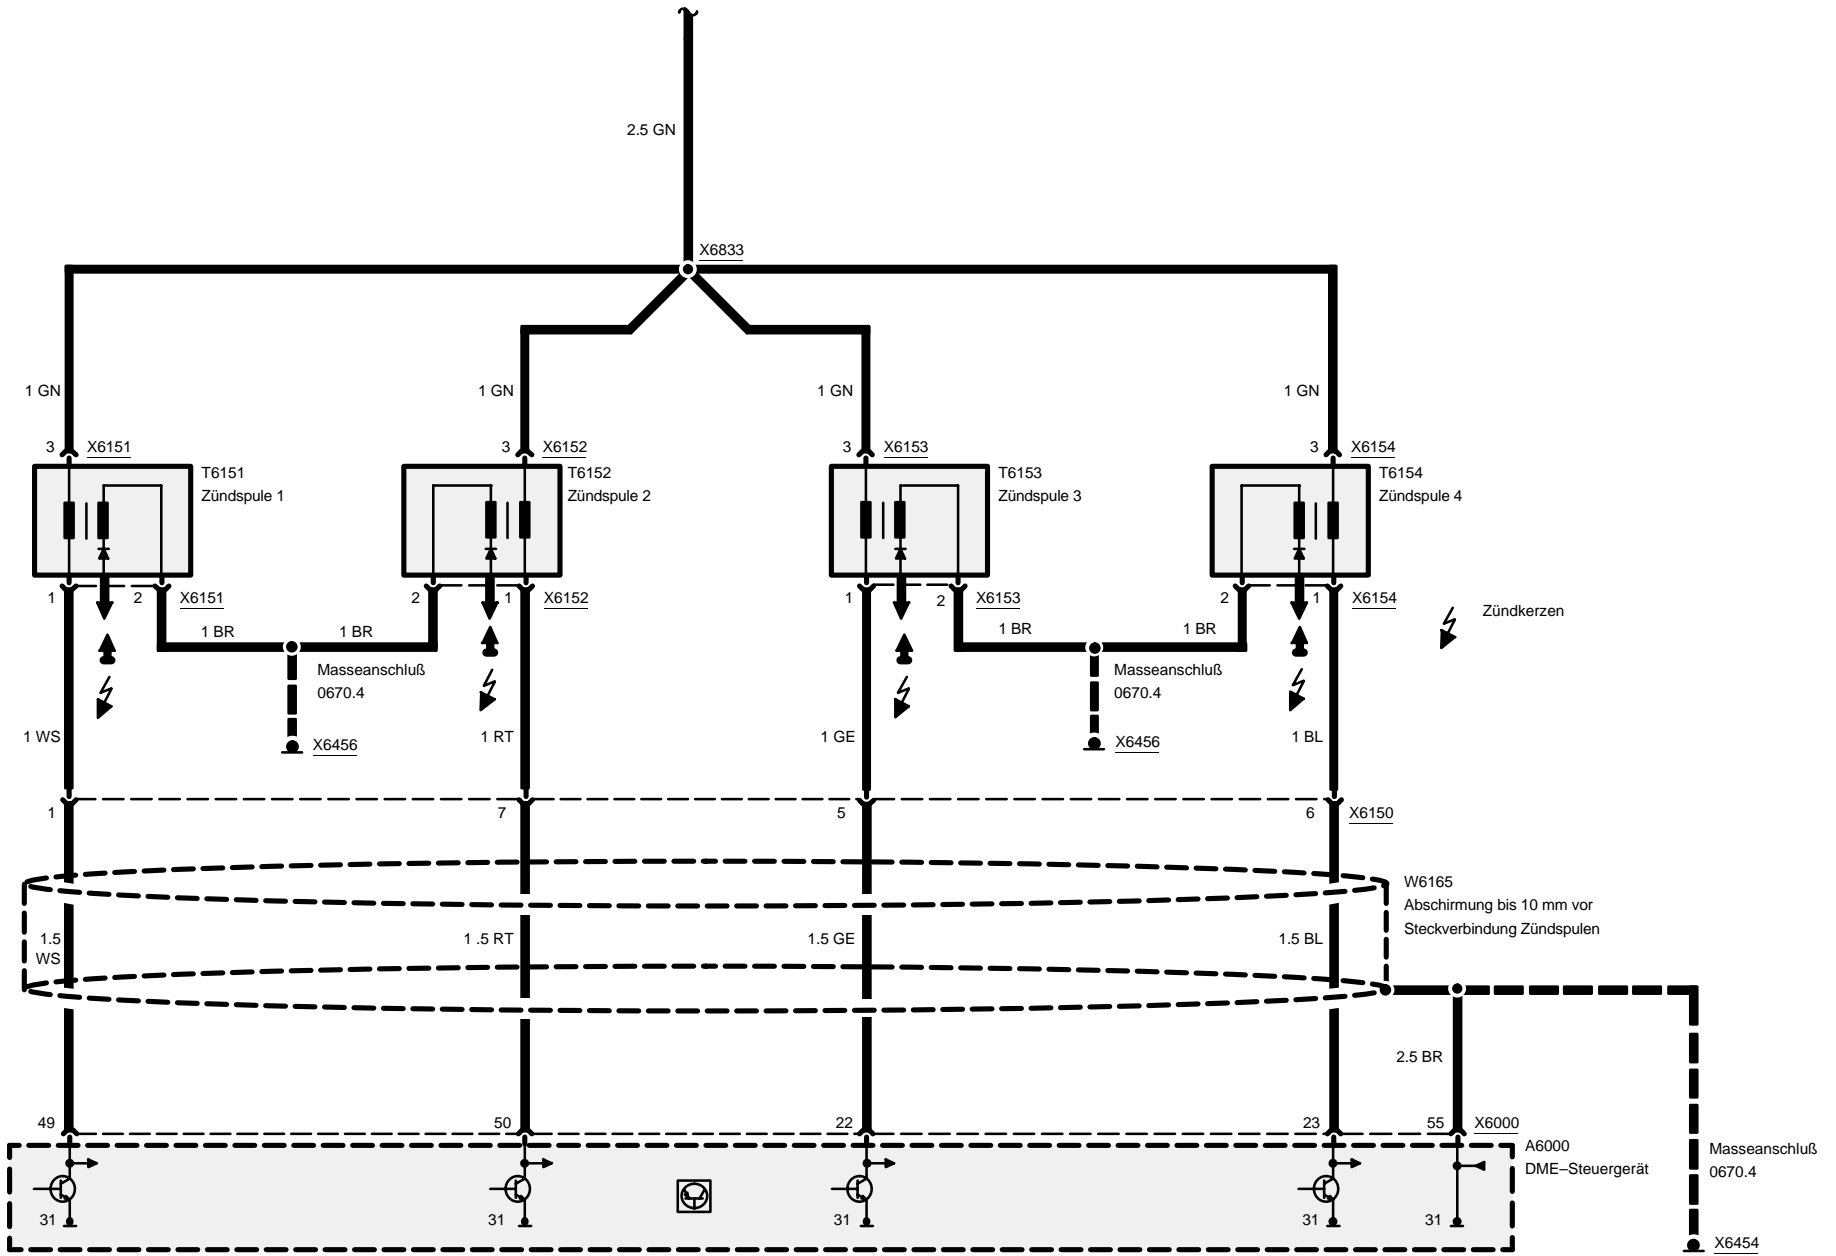 2.5 GN
X6833
1 GN
1 GN
1 GN
1 GN
3 X6151
3 X6152
3 X6153
3 X6154
T6151
Zündspule 1
T6152
Zündspule 2
T6153
Zündspule 3
T6154
Zündspule 4
1 2 X6151
2 1 X6152
1 2 X6153
2 1 X6154
Zündkerzen
1 BR
1 BR
1 BR
1 BR
Masseanschluß
0670.4
Masseanschluß
0670.4
1 WS
X6456
1 RT
1 GE
X6456
1 BL
1
7
5
6
X6150
W6165
Abschirmung bis 10 mm vor
Steckverbindung Zündspulen
1.5
WS
1 .5 RT
1.5 GE
1.5 BL
2.5 BR
49
50
22
23
55
X6000
A6000
DME–Steuergerät
Masseanschluß
0670.4
31
31
31
31
31
X6454